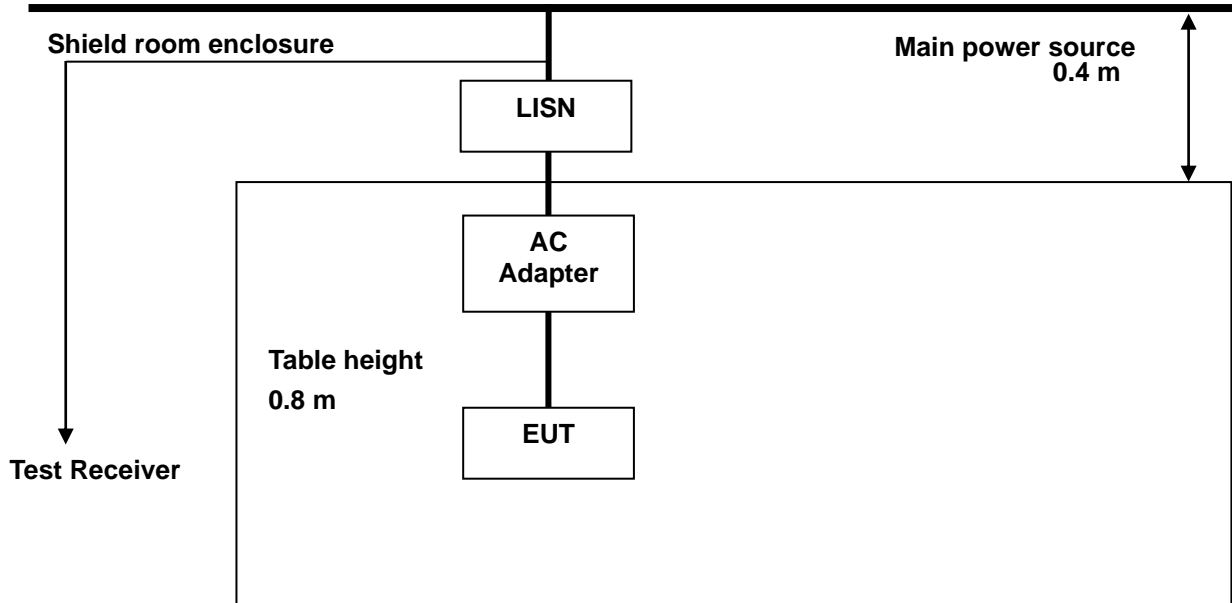 Shield room enclosure
Main power source
0.4 m
LISN
AC
Adapter
Table height
0.8 m
EUT
Test Receiver